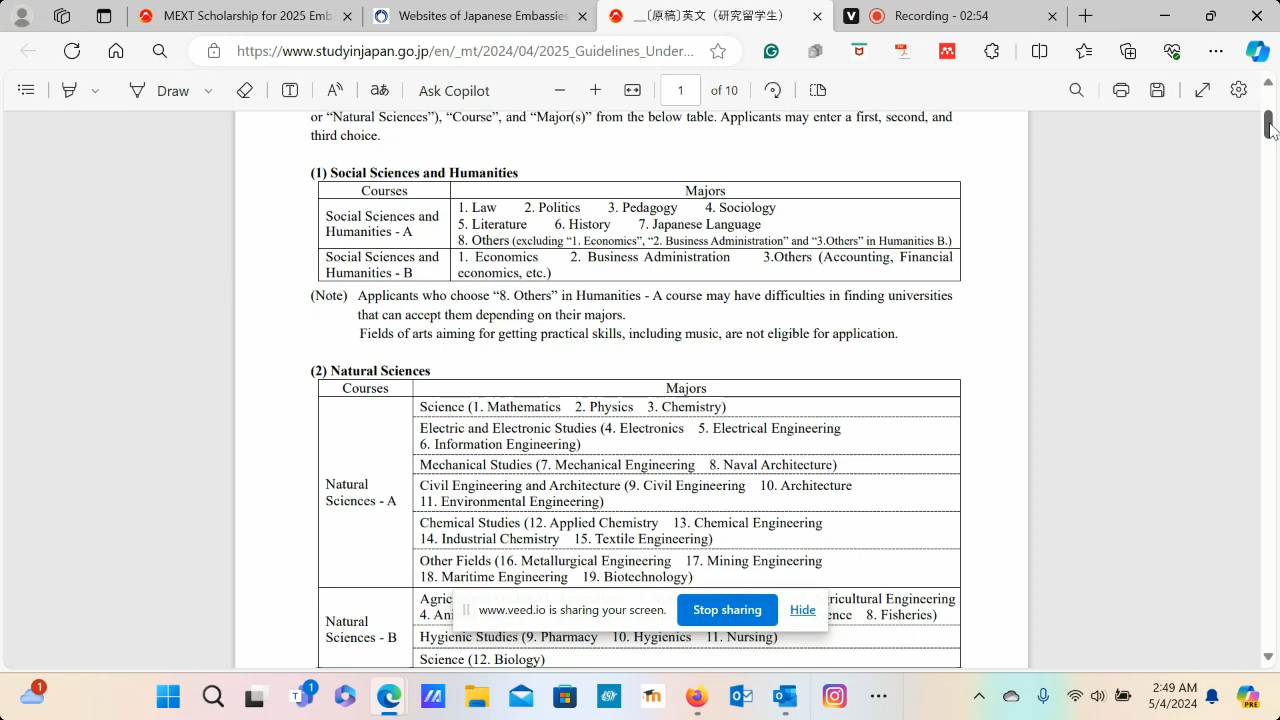 MEXT Scholarship for 2025 Emb
Websites of Japanese Embassies
__〔原稿〕英文（研究留学生）
Recording - 02:54
https://www.studyinjapan.go.jp/en/_mt/2024/04/2025_Guidelines_Under...
Draw
Ask Copilot
1 of 10
or “Natural Sciences”), “Course”, and “Major(s)” from the below table. Applicants may enter a first, second, and
third choice.
(1) Social Sciences and Humanities
Courses Majors
Social Sciences and
Humanities - A
1. Law 2. Politics 3. Pedagogy 4. Sociology
5. Literature 6. History 7. Japanese Language
8. Others (excluding “1. Economics”, “2. Business Administration” and “3.Others” in Humanities B.)
Social Sciences and
Humanities - B
1. Economics 2. Business Administration 3.Others (Accounting, Financial
economics, etc.)
(Note) Applicants who choose “8. Others” in Humanities - A course may have difficulties in finding universities
that can accept them depending on their majors.
Fields of arts aiming for getting practical skills, including music, are not eligible for application.
(2) Natural Sciences
Courses Majors
Natural
Sciences - A
Science (1. Mathematics 2. Physics 3. Chemistry)
Electric and Electronic Studies (4. Electronics 5. Electrical Engineering
6. Information Engineering)
Mechanical Studies (7. Mechanical Engineering 8. Naval Architecture)
Civil Engineering and Architecture (9. Civil Engineering 10. Architecture
11. Environmental Engineering)
Chemical Studies (12. Applied Chemistry 13. Chemical Engineering
14. Industrial Chemistry 15. Textile Engineering)
Other Fields (16. Metallurgical Engineering 17. Mining Engineering
18. Maritime Engineering 19. Biotechnology)
Natural
Sciences - B
Engineering
8. Fisheries)
Hygienic Studies (9. Pharmacy 10. Hygienics 11. Nursing)
Science (12. Biology)
www.veed.io is sharing your screen.
Stop sharing
Hide
2:49 AM
5/4/2024